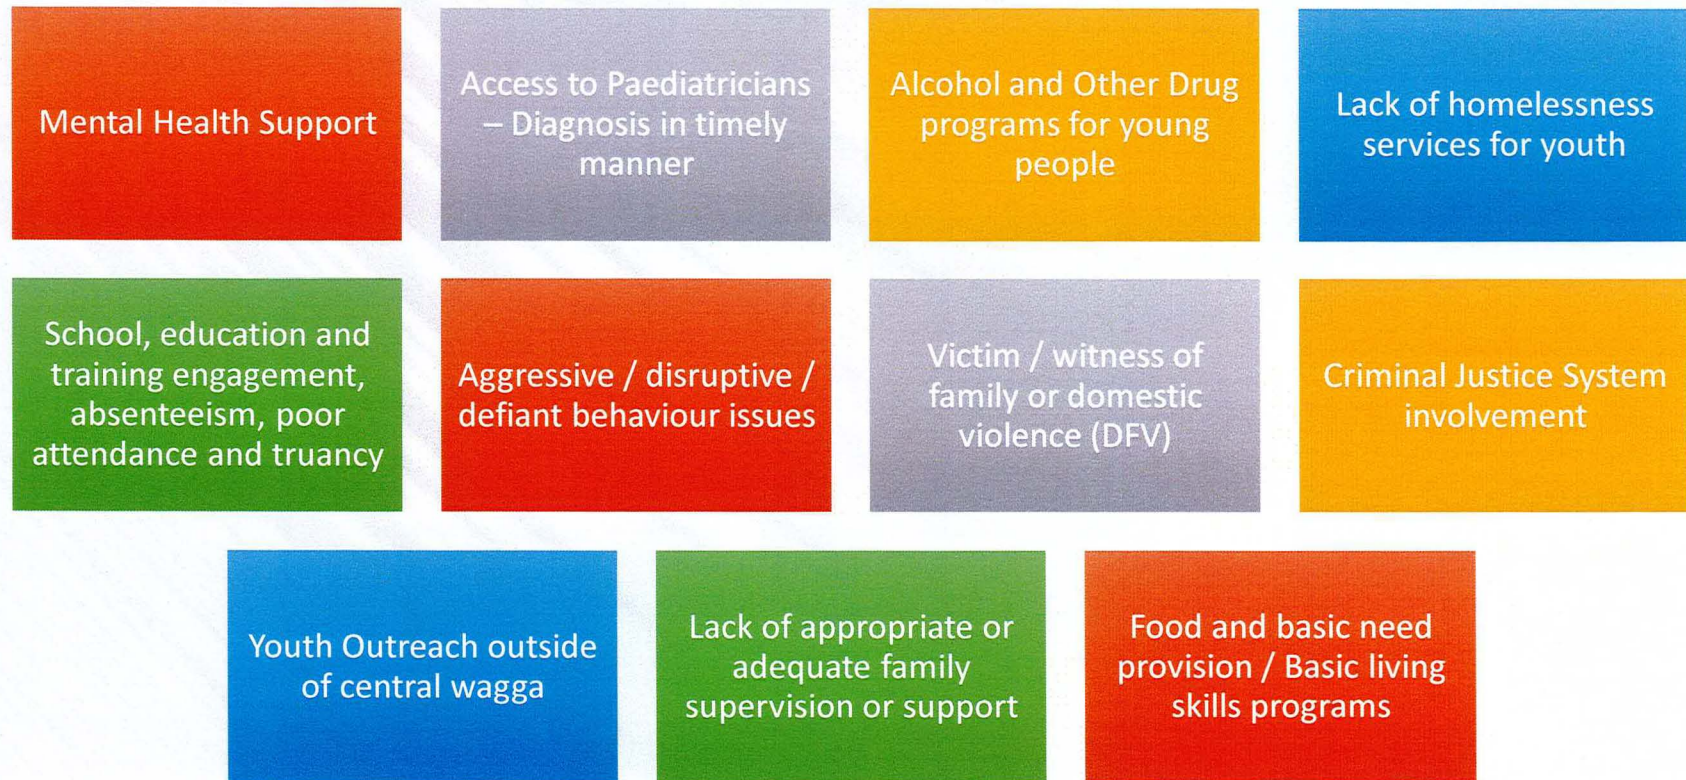 Mental Health Support
Access to Paediatricians
– Diagnosis in timely
manner
Alcohol and Other Drug
programs for young
people
Lack of homelessness
services for youth
School, education and
training engagement,
absenteeism, poor
attendance and truancy
Aggressive / disruptive /
defiant behaviour issues
Victim / witness of
family or domestic
violence (DFV)
Criminal Justice System
involvement
Youth Outreach outside
of central wagga
Lack of appropriate or
adequate family
supervision or support
Food and basic need
provision / Basic living
skills programs